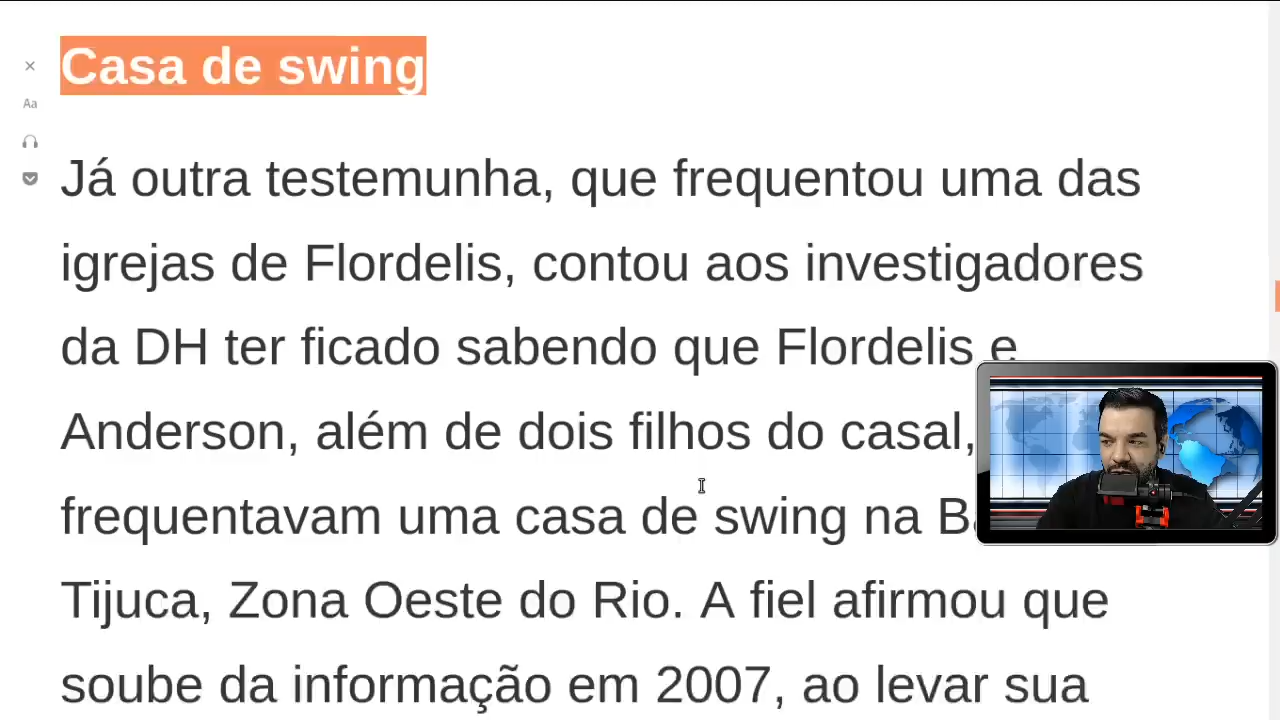 Casa de swing
Aa
Já outra testemunha, que frequentou uma das
igrejas de Flordelis, contou aos investigadores
da DH ter ficado sabendo que Flordelis e
Anderson, além de dois filhos do casal,
frequentavam uma casa de swing na
Tijuca, Zona Oeste do Rio. A fiel afirmou que
soube da informação em 2007, ao levar sua